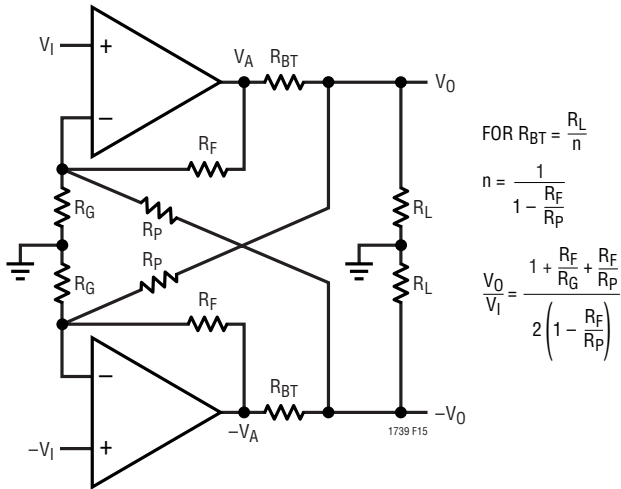 V_I
+
V_A
R_BT
V_O
−
R_F
R_G
R_P
R_L
R_P
R_G
R_L
R_F
−
R_BT
+
−V_I
−V_A
−V_O
1739 F15
FOR R_BT = R_L / n
n = 1 / (1 − R_F / R_P)
V_O / V_I = (1 + R_F / R_G + R_F / R_P) / (2 (1 − R_F / R_P))